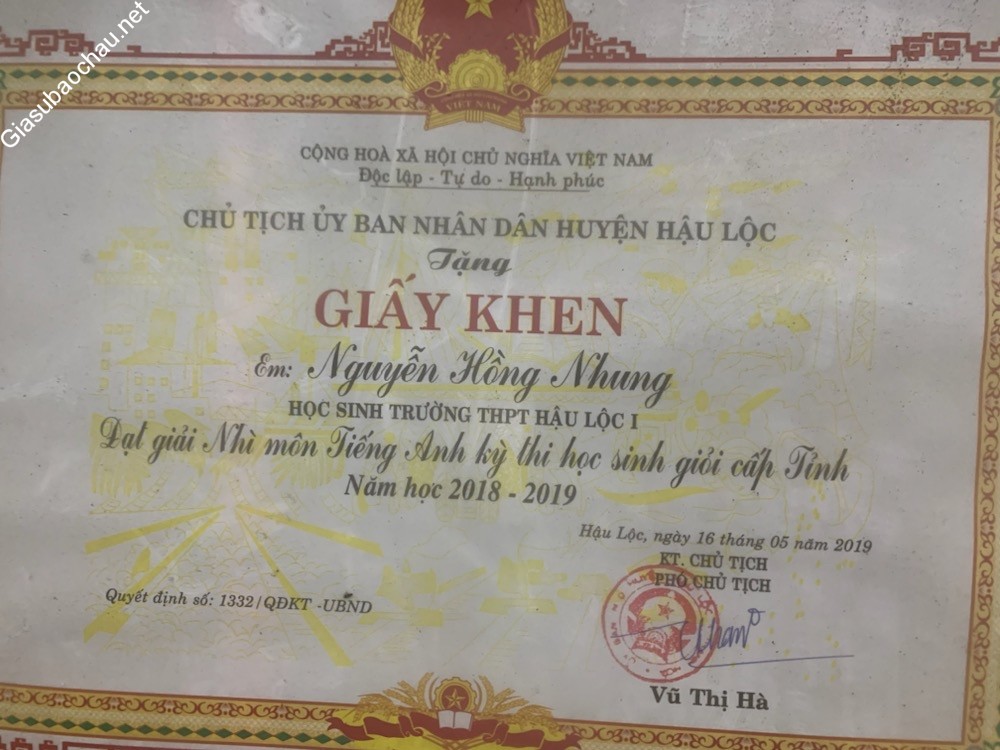 Giasubaochau.net
VIỆT NAM
CỘNG HOÀ XÃ HỘI CHỦ NGHĨA VIỆT NAM
Độc lập - Tự do - Hạnh phúc
CHỦ TỊCH ỦY BAN NHÂN DÂN HUYỆN HẬU LỘC
Tặng
GIẤY KHEN
Em: Nguyễn Hồng Nhung
HỌC SINH TRƯỜNG THPT HẬU LỘC I
Đạt giải Nhì môn Tiếng Anh kỳ thi học sinh giỏi cấp Tỉnh
Năm học 2018 - 2019
Hậu Lộc, ngày 16 tháng 05 năm 2019
KT. CHỦ TỊCH
PHÓ CHỦ TỊCH
Quyết định số: 1332/QĐKT -UBND
Vũ Thị Hà